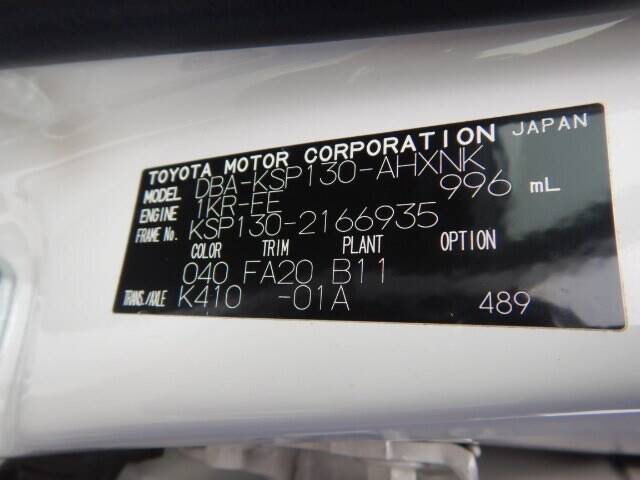 TOYOTA MOTOR CORPORATION JAPAN
MODEL DBA-KSP130-AHXNK
ENGINE 1KR-FE 996 mL
FRAME No. KSP130-2166935
COLOR TRIM PLANT OPTION
040 FA20 B11
TRANS./AXLE K410 -01A 489